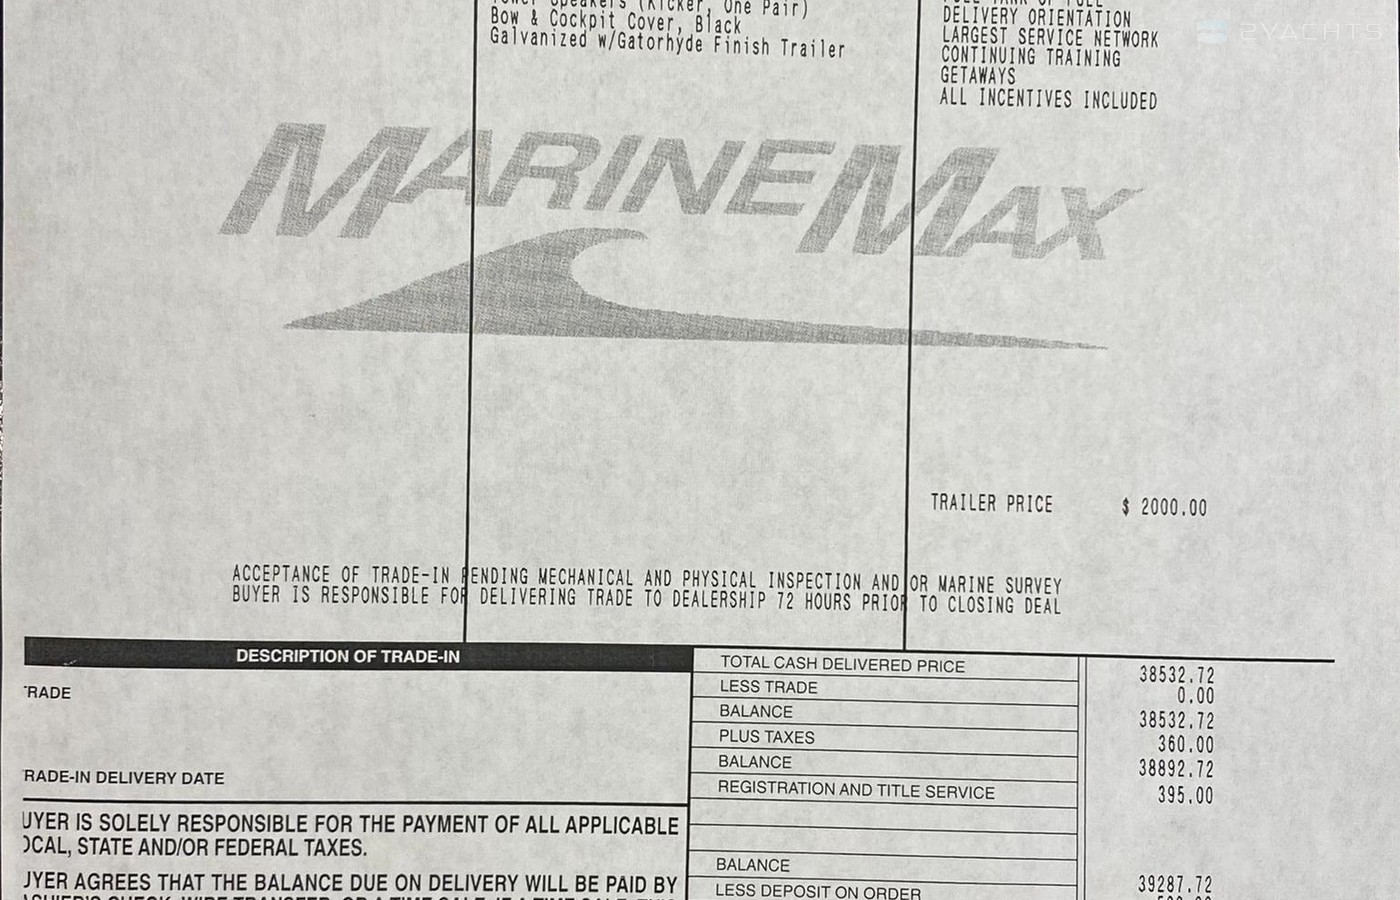 Speakers (Kicker, One Pair)
Bow & Cockpit Cover, Black
Galvanized w/Gatorhyde Finish Trailer
DELIVERY ORIENTATION
LARGEST SERVICE NETWORK
CONTINUING TRAINING
GETAWAYS
ALL INCENTIVES INCLUDED
2YACHTS
MARINEMAX
TRAILER PRICE $ 2000.00
ACCEPTANCE OF TRADE-IN PENDING MECHANICAL AND PHYSICAL INSPECTION AND OR MARINE SURVEY
BUYER IS RESPONSIBLE FOR DELIVERING TRADE TO DEALERSHIP 72 HOURS PRIOR TO CLOSING DEAL
DESCRIPTION OF TRADE-IN
RADE
RADE-IN DELIVERY DATE
UYER IS SOLELY RESPONSIBLE FOR THE PAYMENT OF ALL APPLICABLE
OCAL, STATE AND/OR FEDERAL TAXES.
UYER AGREES THAT THE BALANCE DUE ON DELIVERY WILL BE PAID BY
TOTAL CASH DELIVERED PRICE 38532.72
LESS TRADE 0.00
BALANCE 38532.72
PLUS TAXES 360.00
BALANCE 38892.72
REGISTRATION AND TITLE SERVICE 395.00
BALANCE 39287.72
LESS DEPOSIT ON ORDER